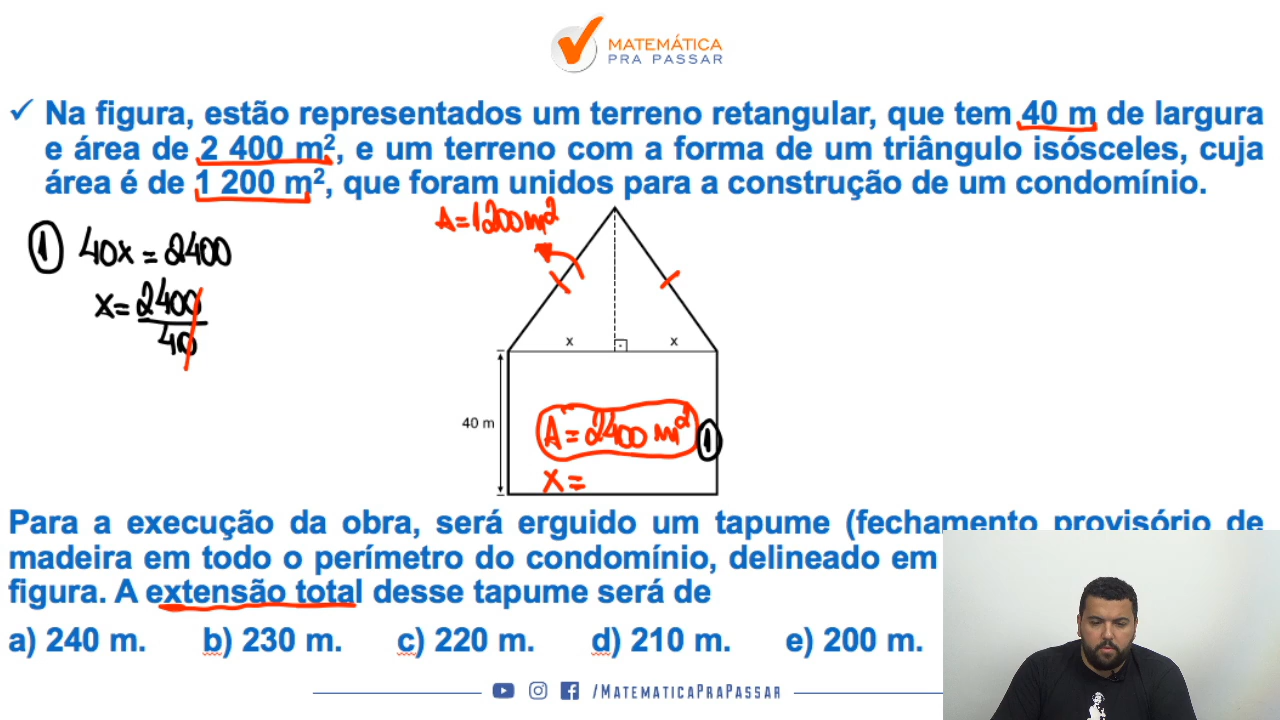 MATEMÁTICA
PRA PASSAR
✓ Na figura, estão representados um terreno retangular, que tem 40 m de largura
e área de 2 400 m², e um terreno com a forma de um triângulo isósceles, cuja
área é de 1 200 m², que foram unidos para a construção de um condomínio.
A=1200m²
① 40x=2400
x=2400
40
x x
40 m
A=2400 m² ①
x=
Para a execução da obra, será erguido um tapume (fechamento provisório de
madeira em todo o perímetro do condomínio, delineado em
figura. A extensão total desse tapume será de
a) 240 m. b) 230 m. c) 220 m. d) 210 m. e) 200 m.
/MATEMATICAPRAPASSAR